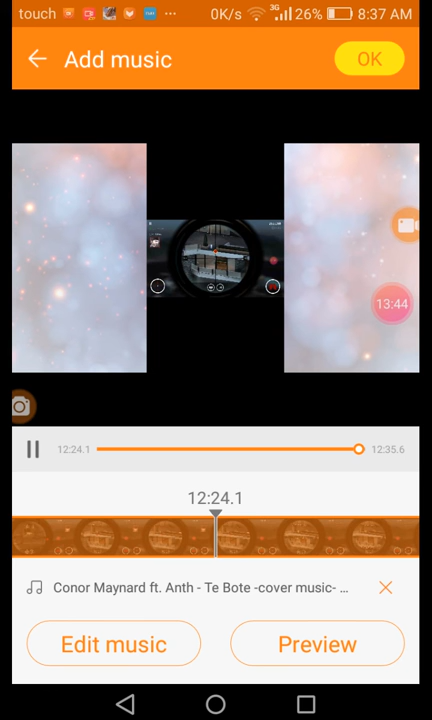 touch 0K/s 3G 26% 8:37 AM
Add music OK
13:44
12:24.1 12:35.6
12:24.1
Conor Maynard ft. Anth - Te Bote -cover music- ...
Edit music Preview